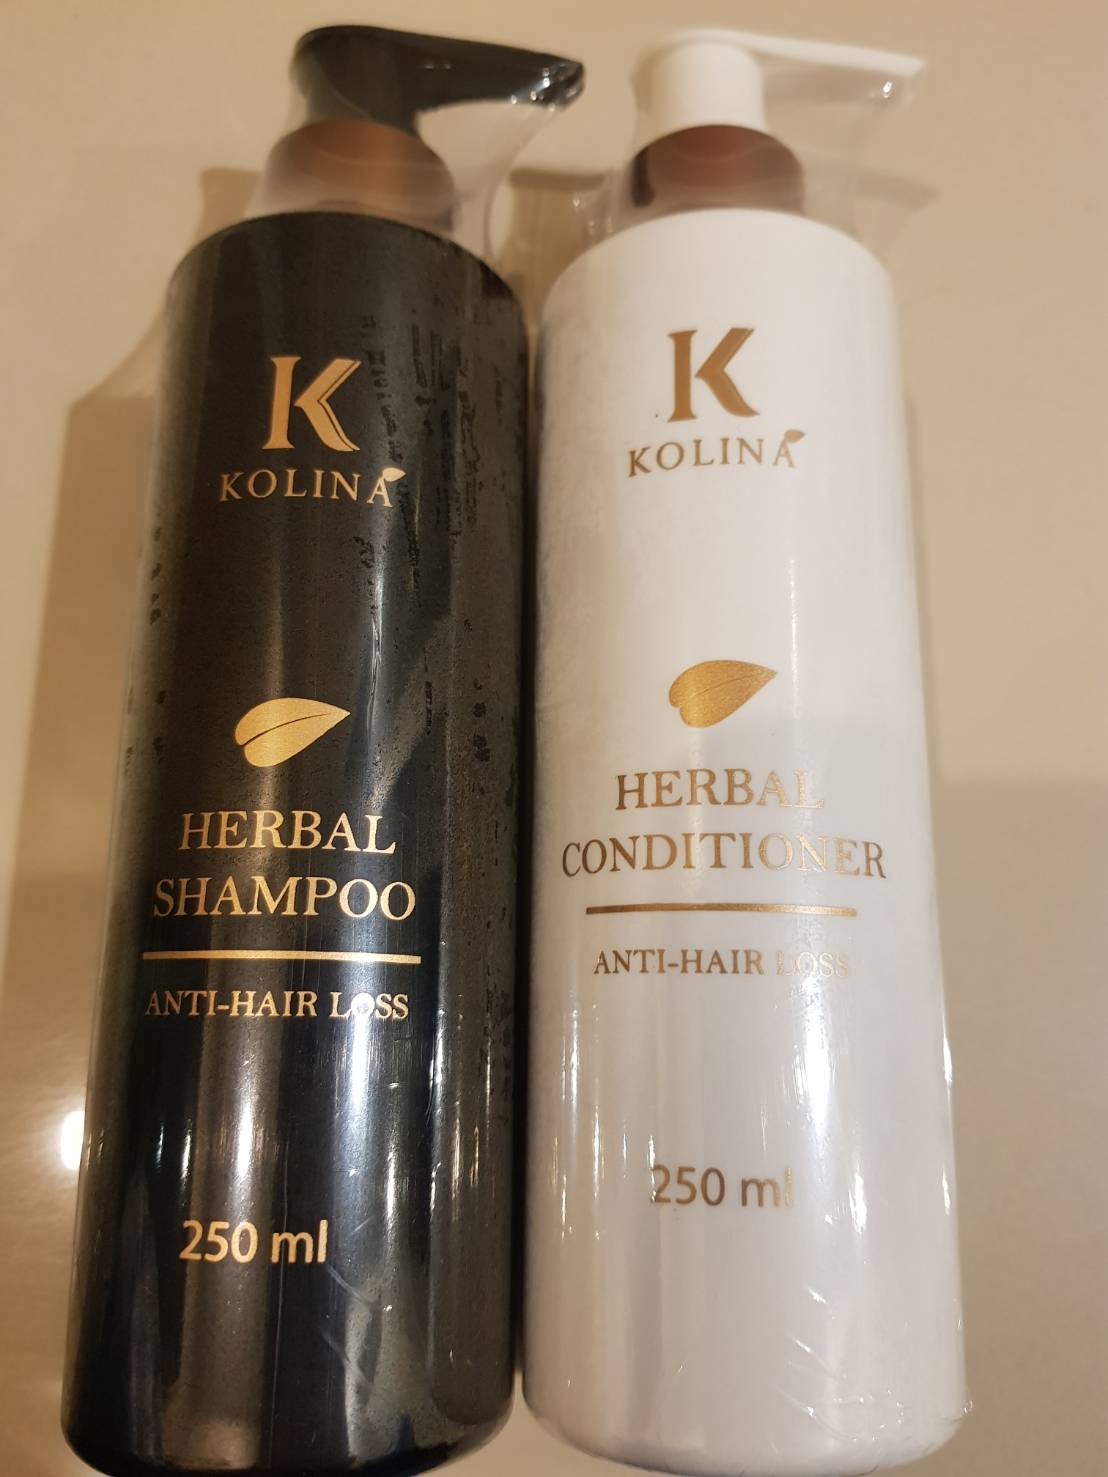 K
KOLINA
HERBAL
SHAMPOO
ANTI-HAIR LOSS
250 ml
K
KOLINA
HERBAL
CONDITIONER
ANTI-HAIR LOSS
250 ml